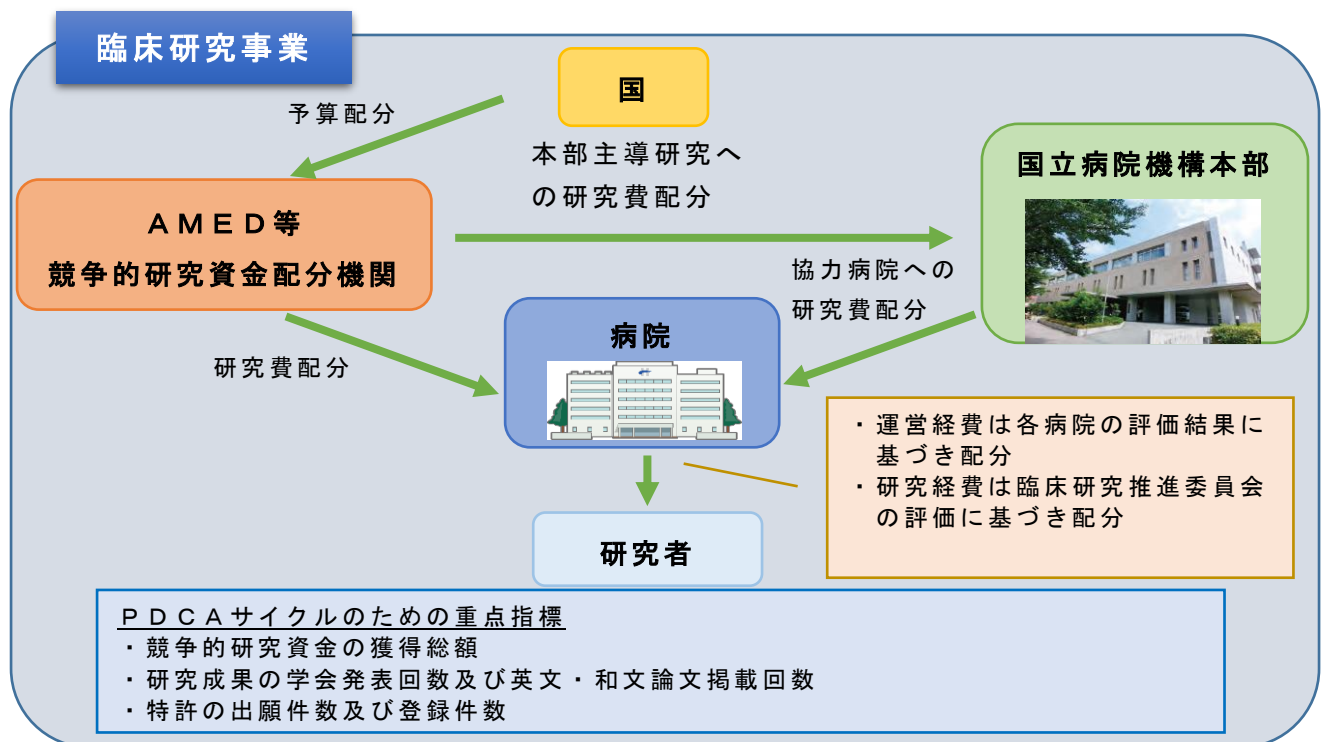 臨床研究事業
国
予算配分
本部主導研究へ
の研究費配分
国立病院機構本部
ＡＭＥＤ等
競争的研究資金配分機関
協力病院への
研究費配分
病院
研究費配分
・運営経費は各病院の評価結果に
基づき配分
・研究経費は臨床研究推進委員会
の評価に基づき配分
研究者
ＰＤＣＡサイクルのための重点指標
・競争的研究資金の獲得総額
・研究成果の学会発表回数及び英文・和文論文掲載回数
・特許の出願件数及び登録件数